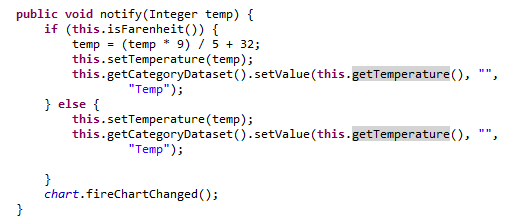 public void notify(Integer temp) {
    if (this.isFarenheit()) {
        temp = (temp * 9) / 5 + 32;
        this.setTemperature(temp);
        this.getCategoryDataset().setValue(this.getTemperature(), "",
                "Temp");
    } else {
        this.setTemperature(temp);
        this.getCategoryDataset().setValue(this.getTemperature(), "",
                "Temp");

    }
    chart.fireChartChanged();
}